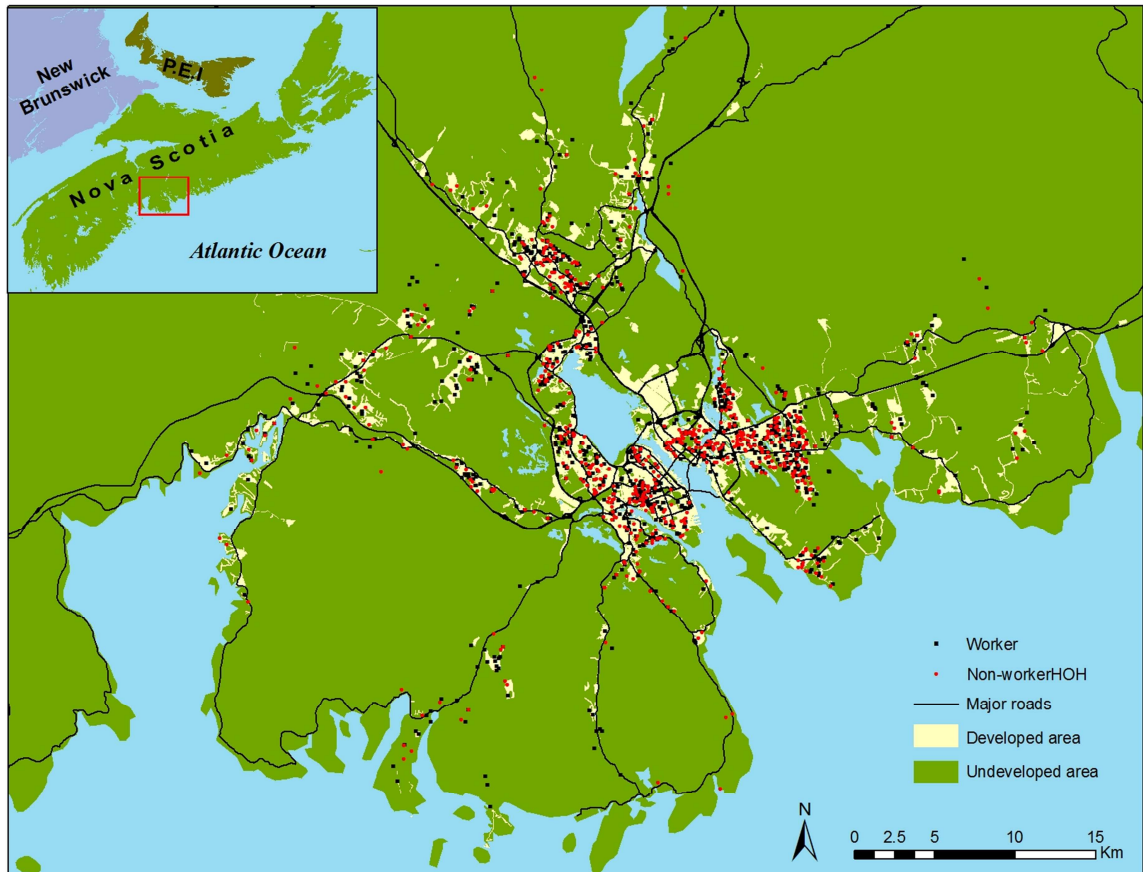 New
Brunswick
P.E.I
Nova Scotia
Atlantic Ocean
Worker
Non-workerHOH
Major roads
Developed area
Undeveloped area
N
0 2.5 5 10 15
Km